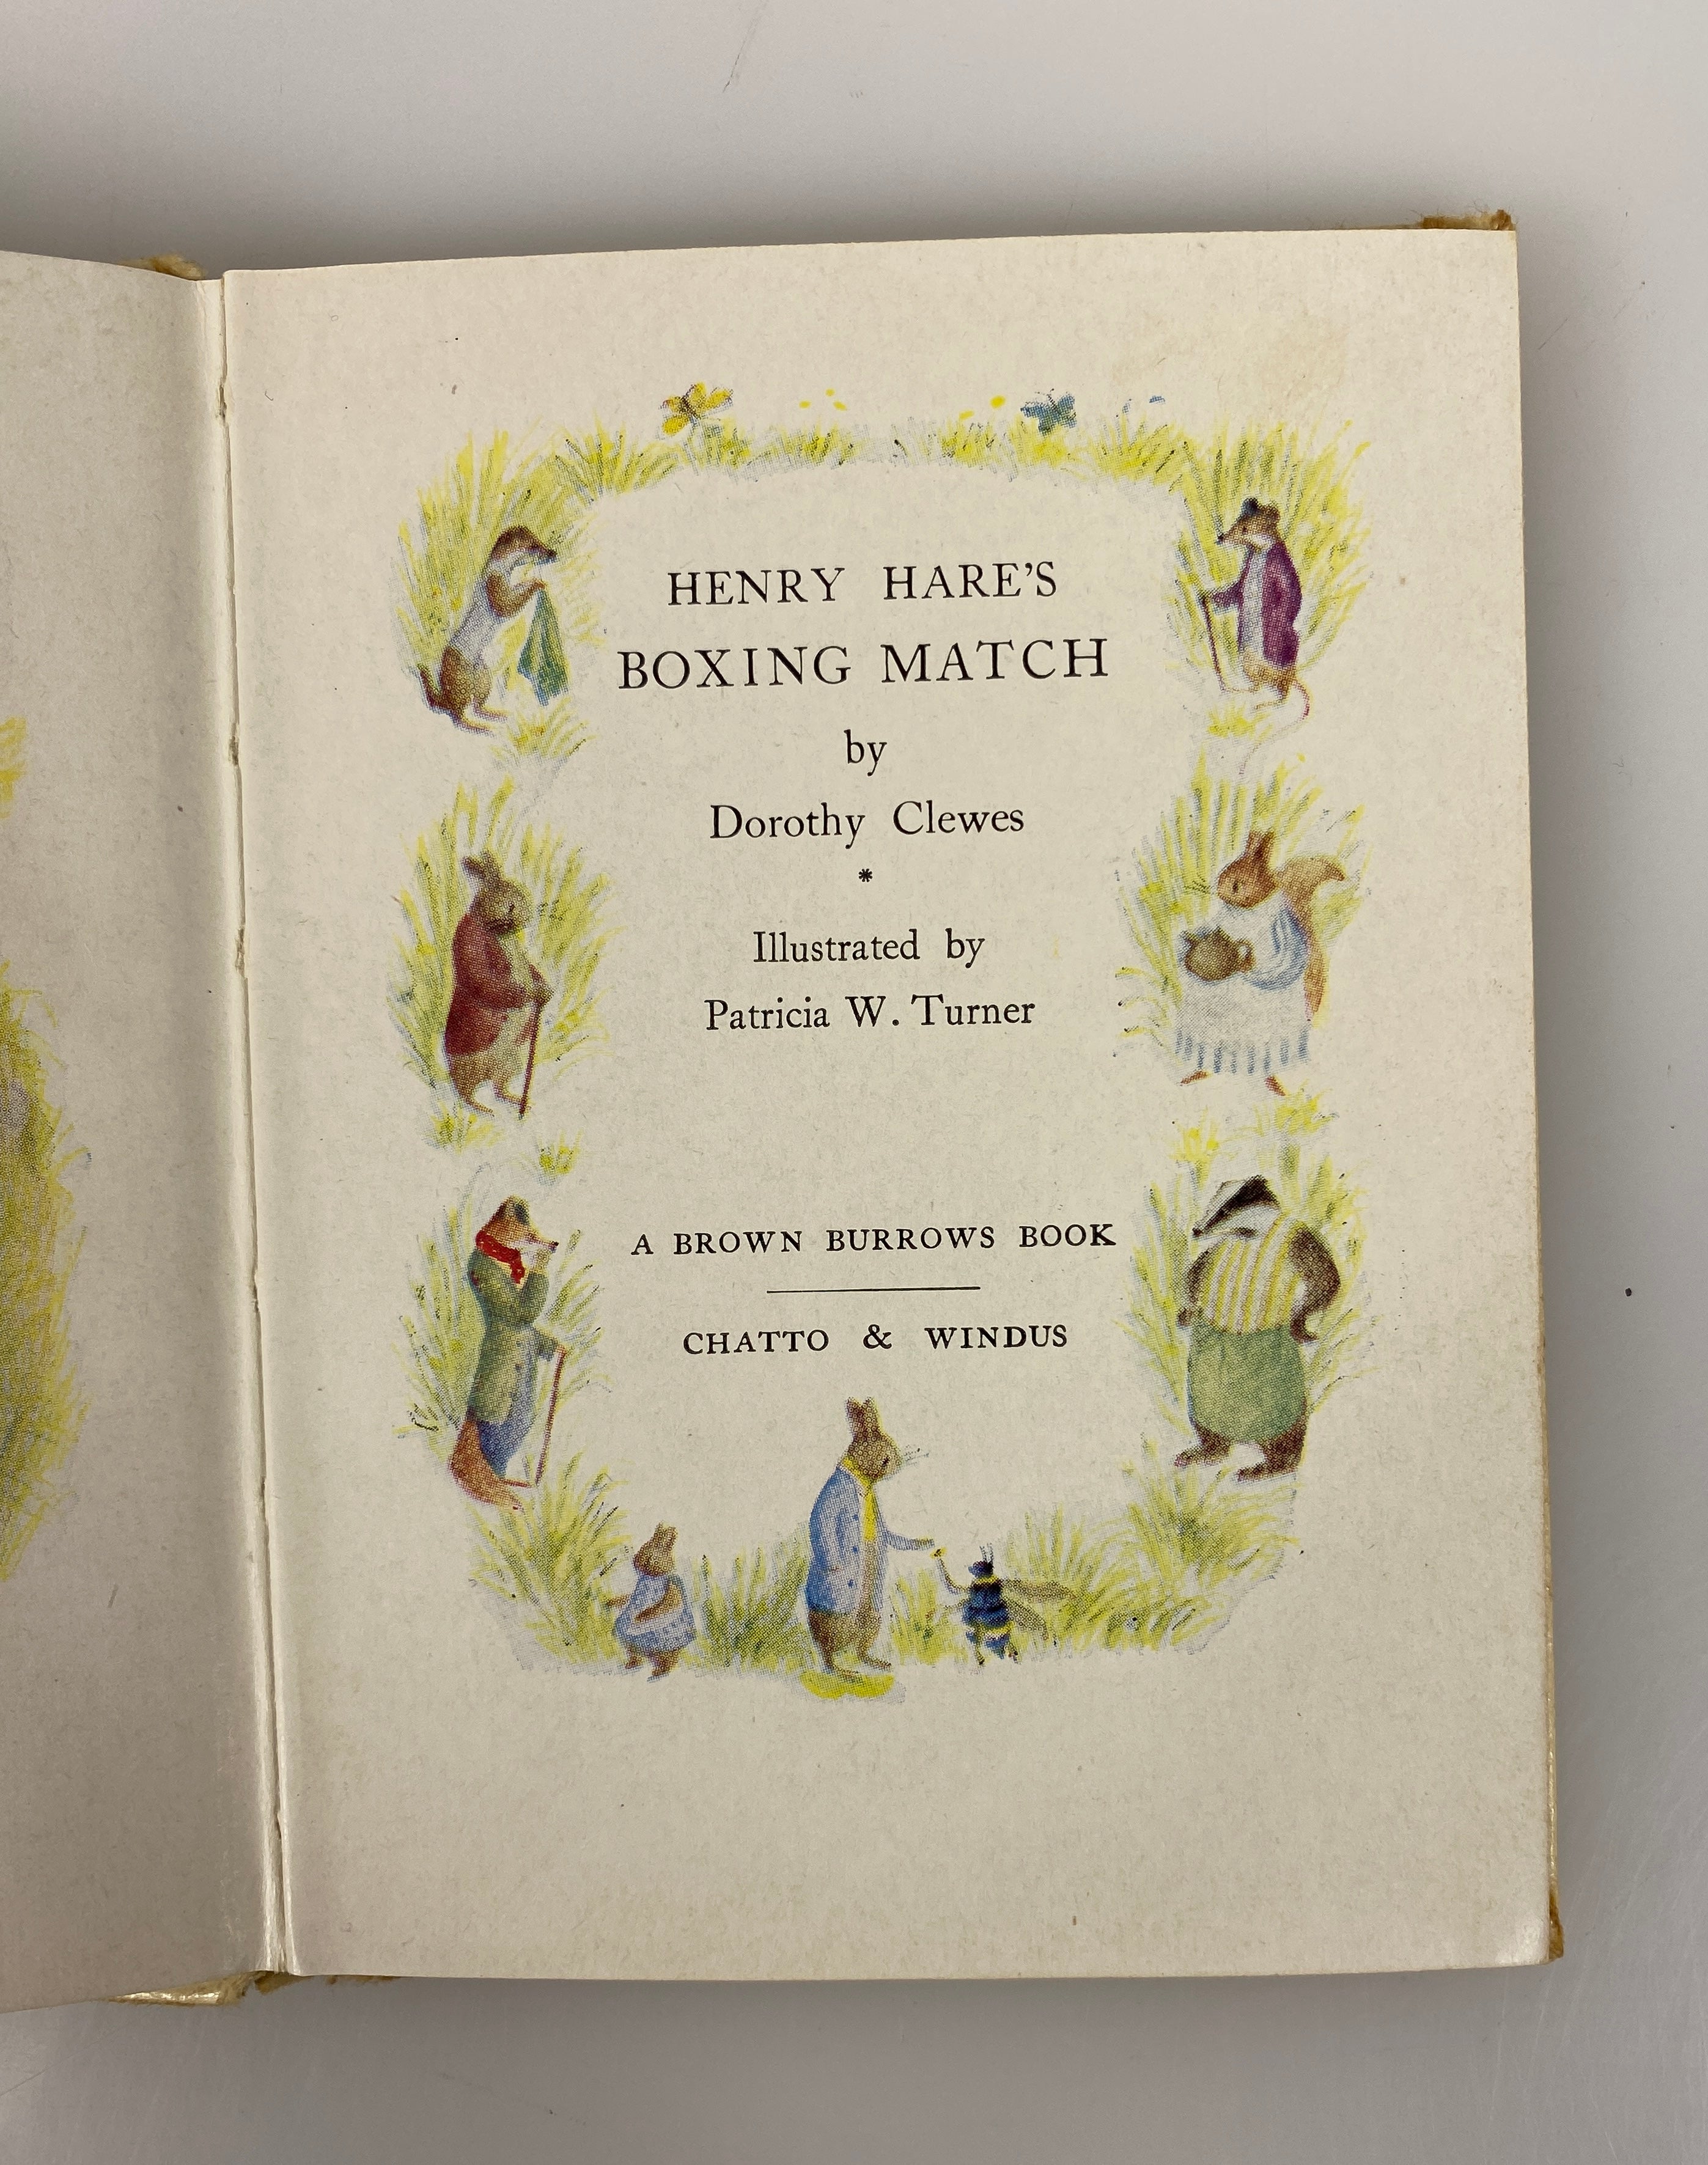 HENRY HARE'S
BOXING MATCH
by
Dorothy Clewes
*
Illustrated by
Patricia W. Turner
A BROWN BURROWS BOOK
CHATTO & WINDUS